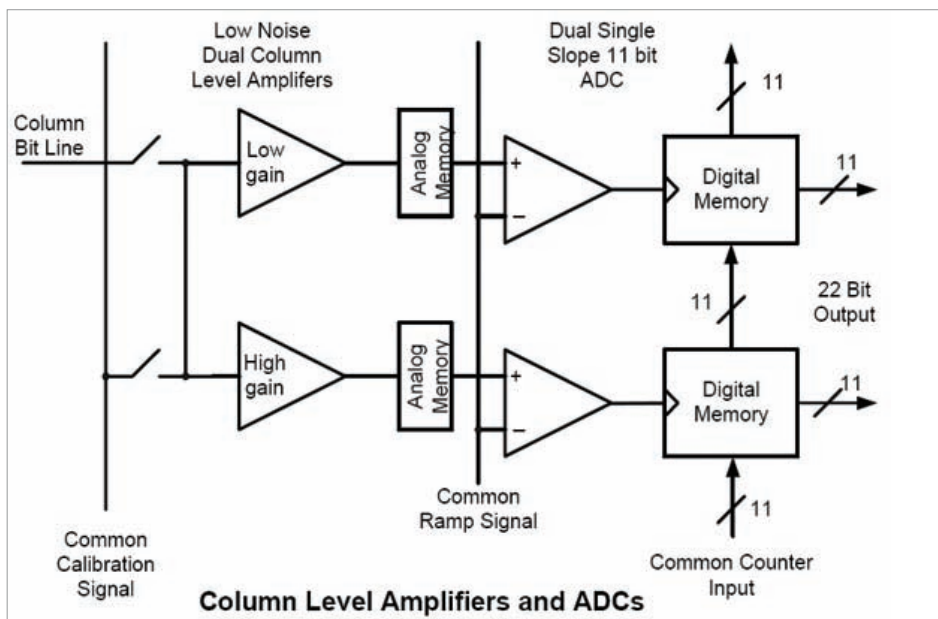 Low Noise
Dual Column
Level Amplifers
Dual Single
Slope 11 bit
ADC
11
Column
Bit Line
Low
gain
Analog
Memory
+
−
Digital
Memory
11
11
22 Bit
Output
High
gain
Analog
Memory
+
−
Digital
Memory
11
Common
Ramp Signal
11
Common
Calibration
Signal
Common Counter
Input
Column Level Amplifiers and ADCs